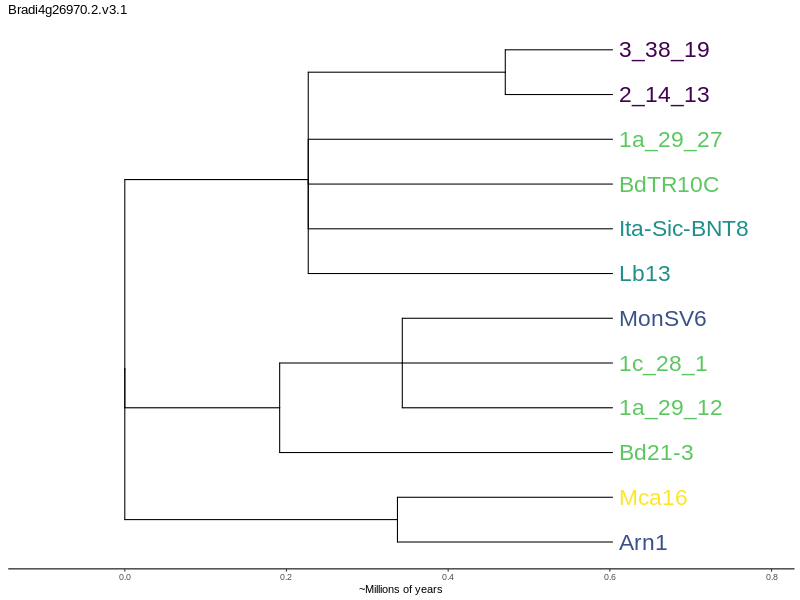 Bradi4g26970.2.v3.1
3_38_19
2_14_13
1a_29_27
BdTR10C
Ita-Sic-BNT8
Lb13
MonSV6
1c_28_1
1a_29_12
Bd21-3
Mca16
Arn1
0.0 0.2 0.4 0.6 0.8
~Millions of years